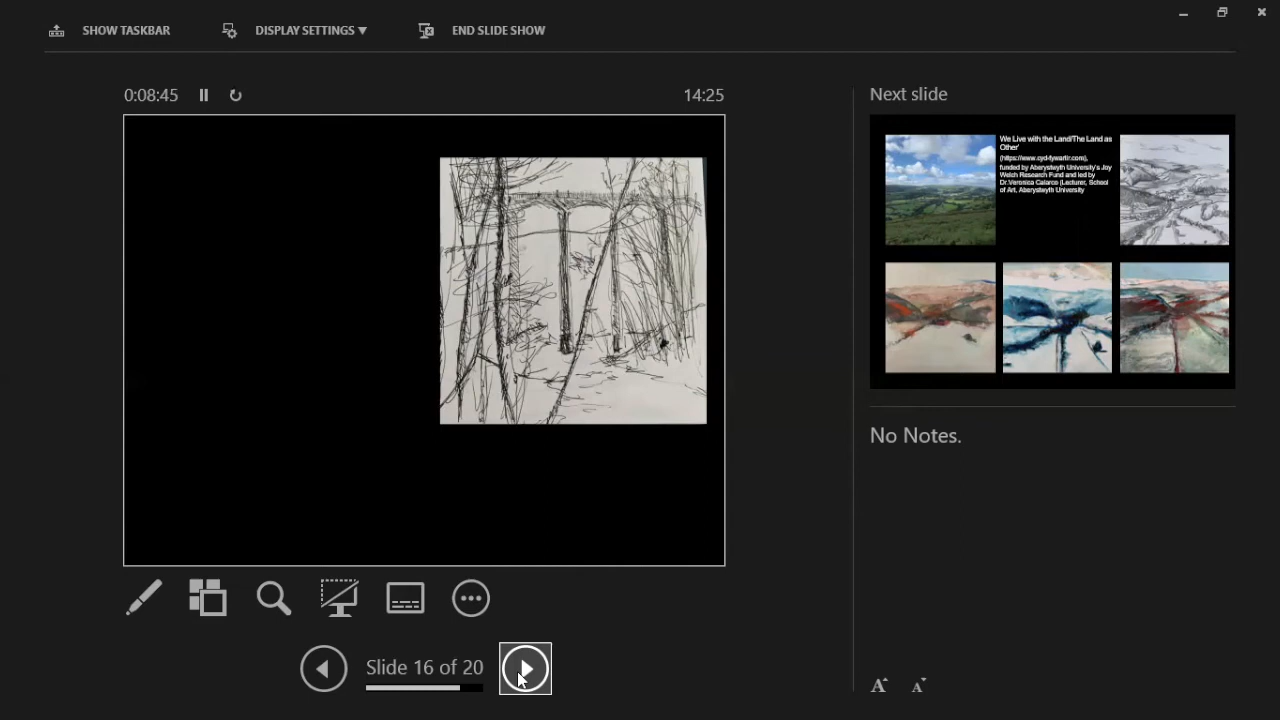 SHOW TASKBAR
DISPLAY SETTINGS ▼
END SLIDE SHOW
0:08:45
14:25
Next slide
We Live with the Land/The Land as
Other'
(https://www.cyd-fywartir.com),
funded by Aberystwyth University's Joy
Welch Research Fund and led by
Dr.Veronica Calarco (Lecturer, School
of Art, Aberystwyth University
No Notes.
Slide 16 of 20
A
A